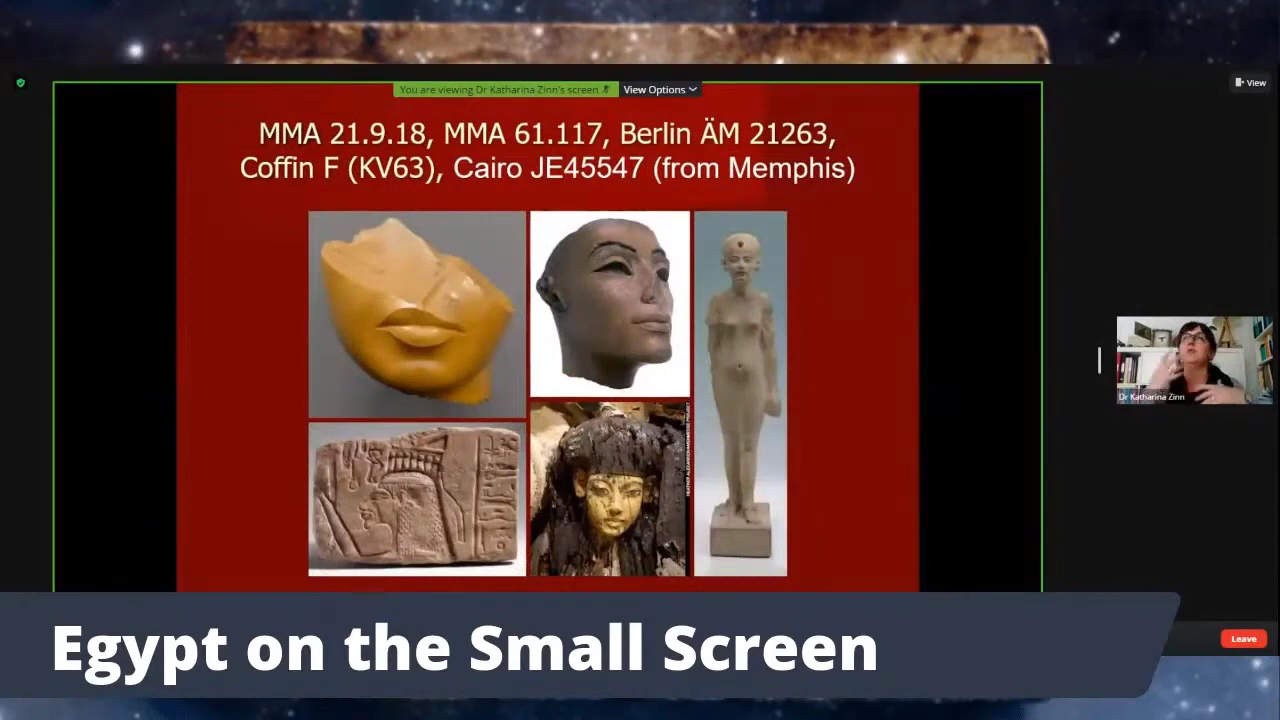 You are viewing Dr Katharina Zinn's screen
View Options
View
MMA 21.9.18, MMA 61.117, Berlin ÄM 21263,
Coffin F (KV63), Cairo JE45547 (from Memphis)
Dr Katharina Zinn
Egypt on the Small Screen
Leave